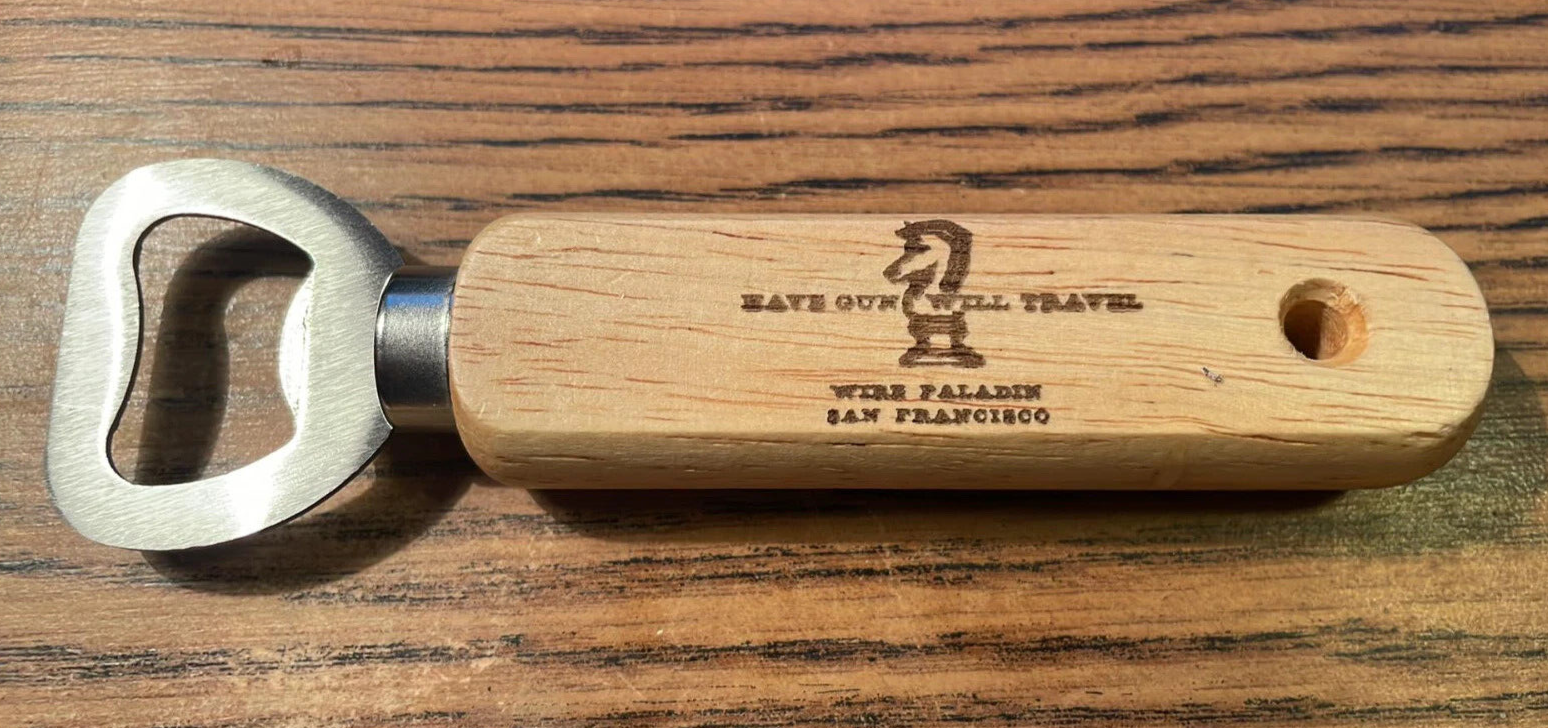 HAVE GUN WILL TRAVEL
WIRE PALADIN
SAN FRANCISCO